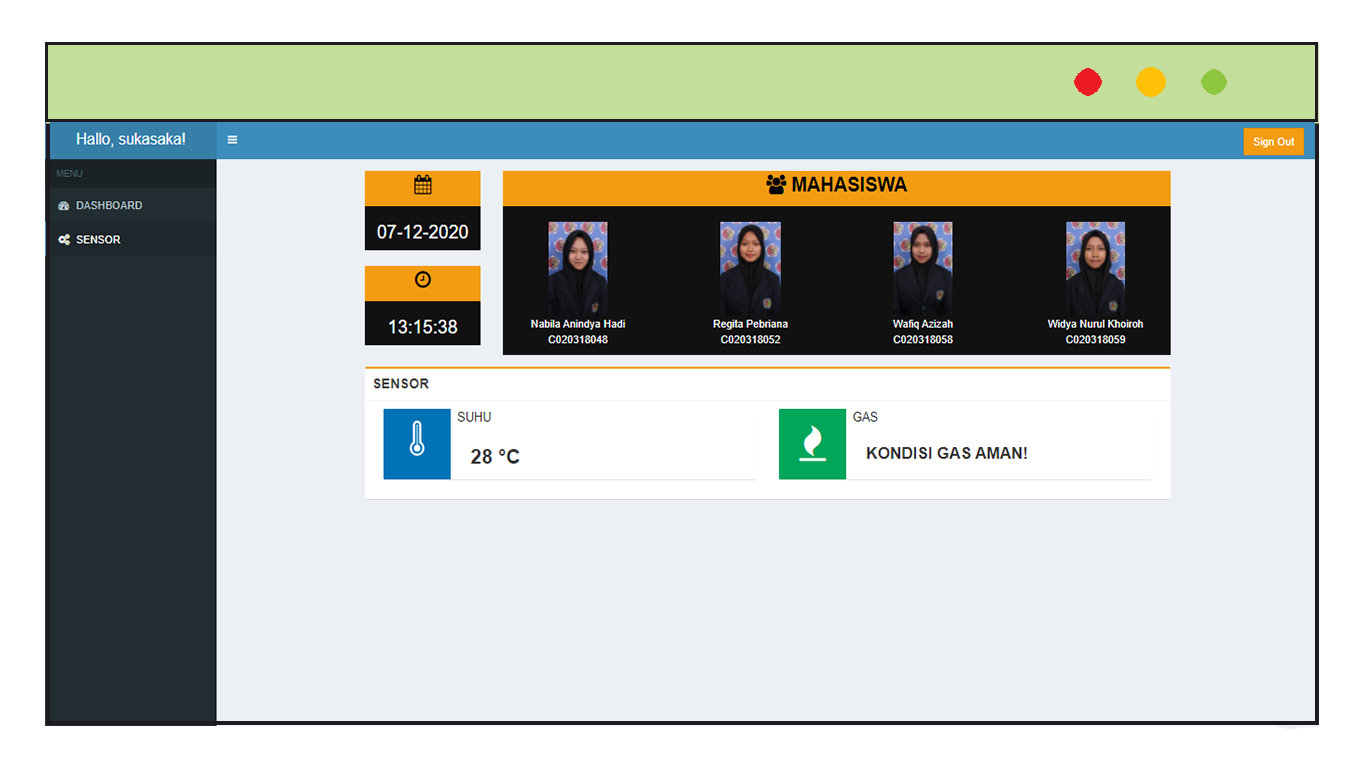 Hallo, sukasaka!
Sign Out
MENU
DASHBOARD
SENSOR
07-12-2020
13:15:38
MAHASISWA
Nabila Anindya Hadi
C020318048
Regita Pebriana
C020318052
Wafiq Azizah
C020318058
Widya Nurul Khoiroh
C020318059
SENSOR
SUHU
28 °C
GAS
KONDISI GAS AMAN!